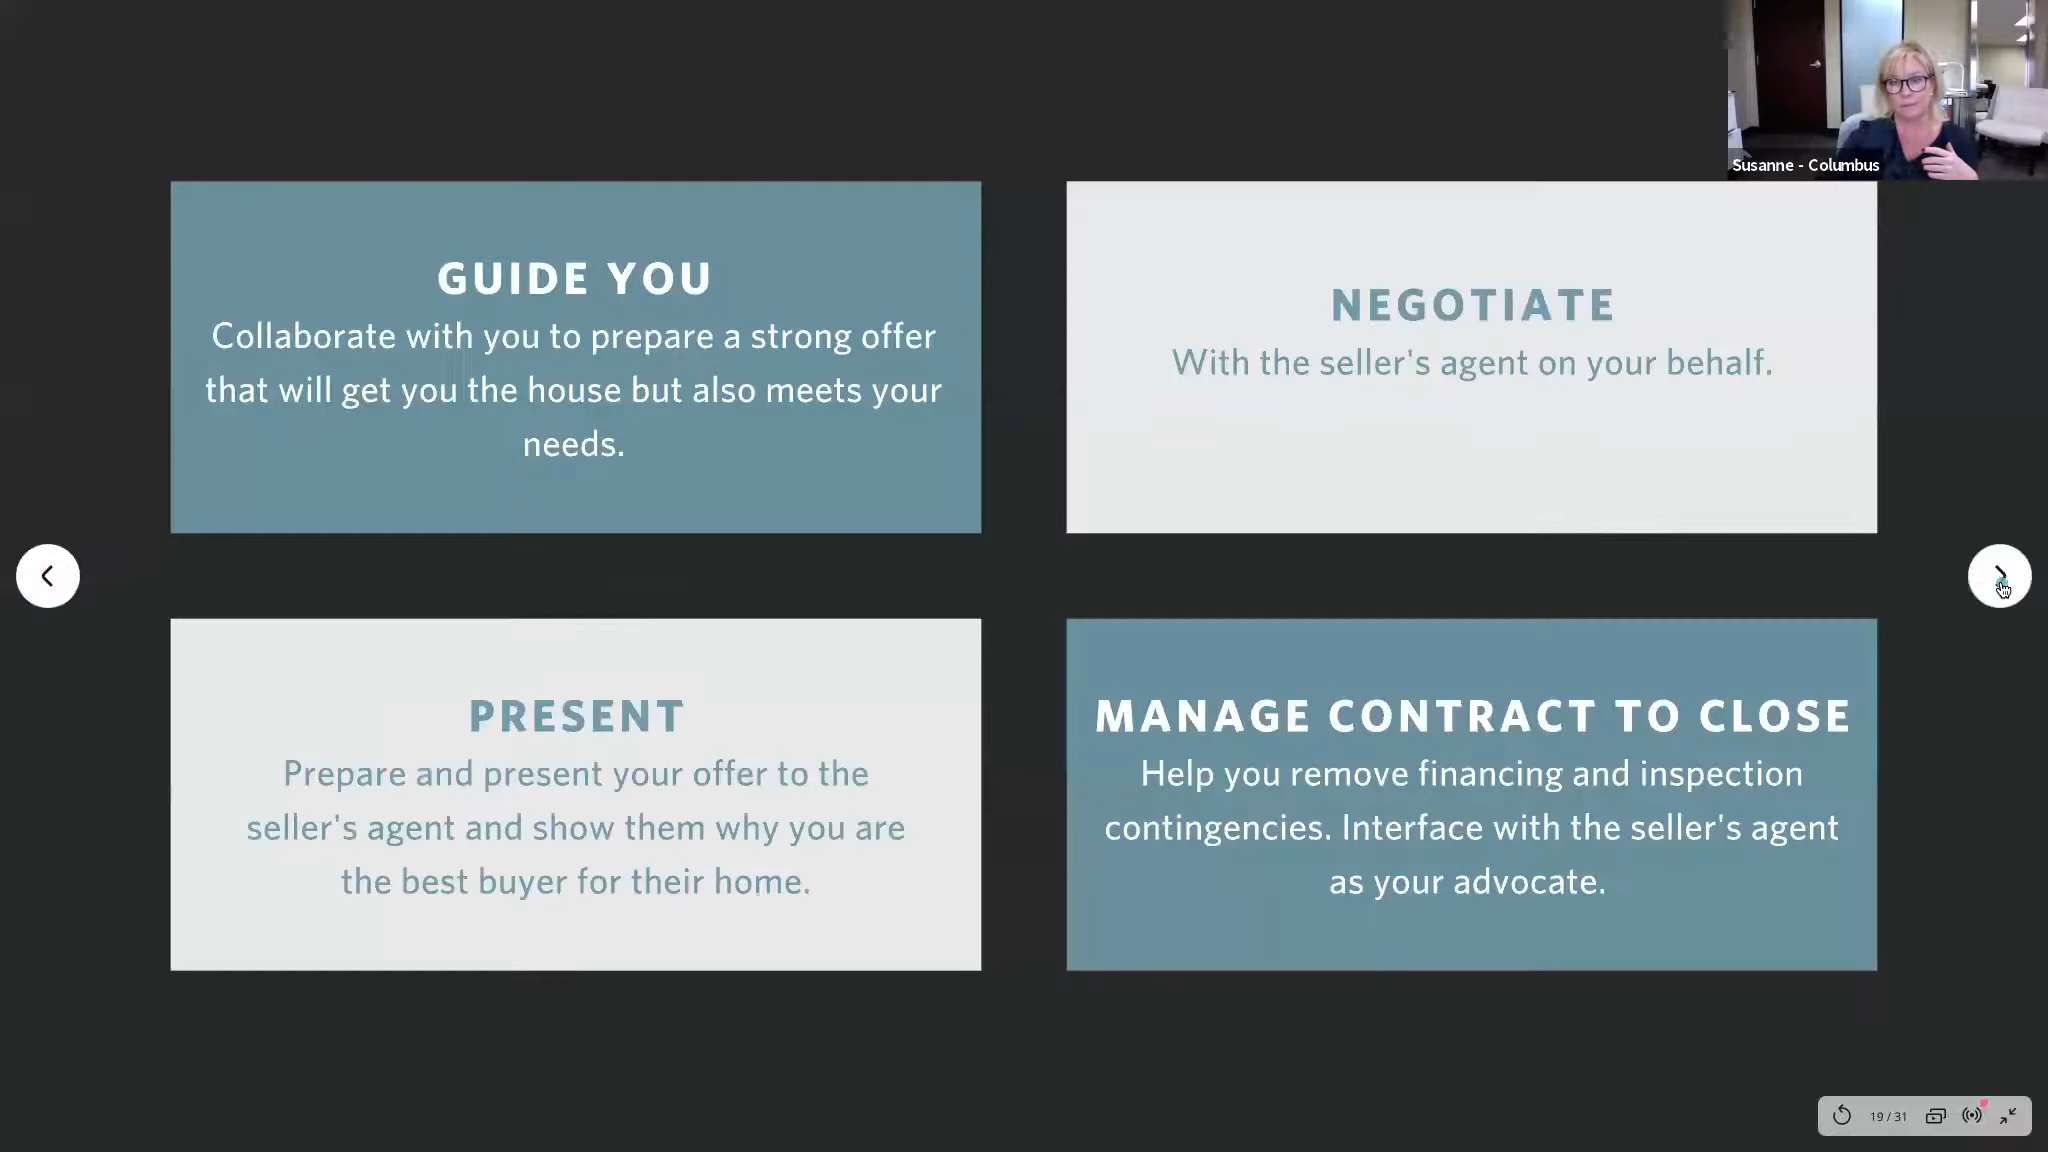 Susanne - Columbus
GUIDE YOU
Collaborate with you to prepare a strong offer
that will get you the house but also meets your
needs.
NEGOTIATE
With the seller's agent on your behalf.
PRESENT
Prepare and present your offer to the
seller's agent and show them why you are
the best buyer for their home.
MANAGE CONTRACT TO CLOSE
Help you remove financing and inspection
contingencies. Interface with the seller's agent
as your advocate.
19 / 31